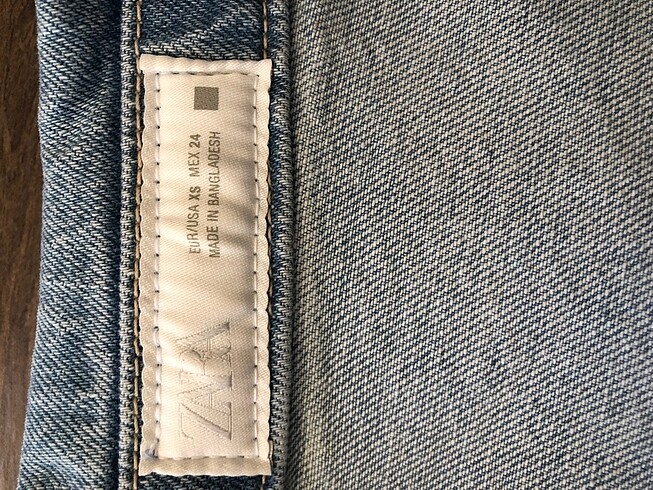 ZARA
EUR/USA XS MEX 24
MADE IN BANGLADESH